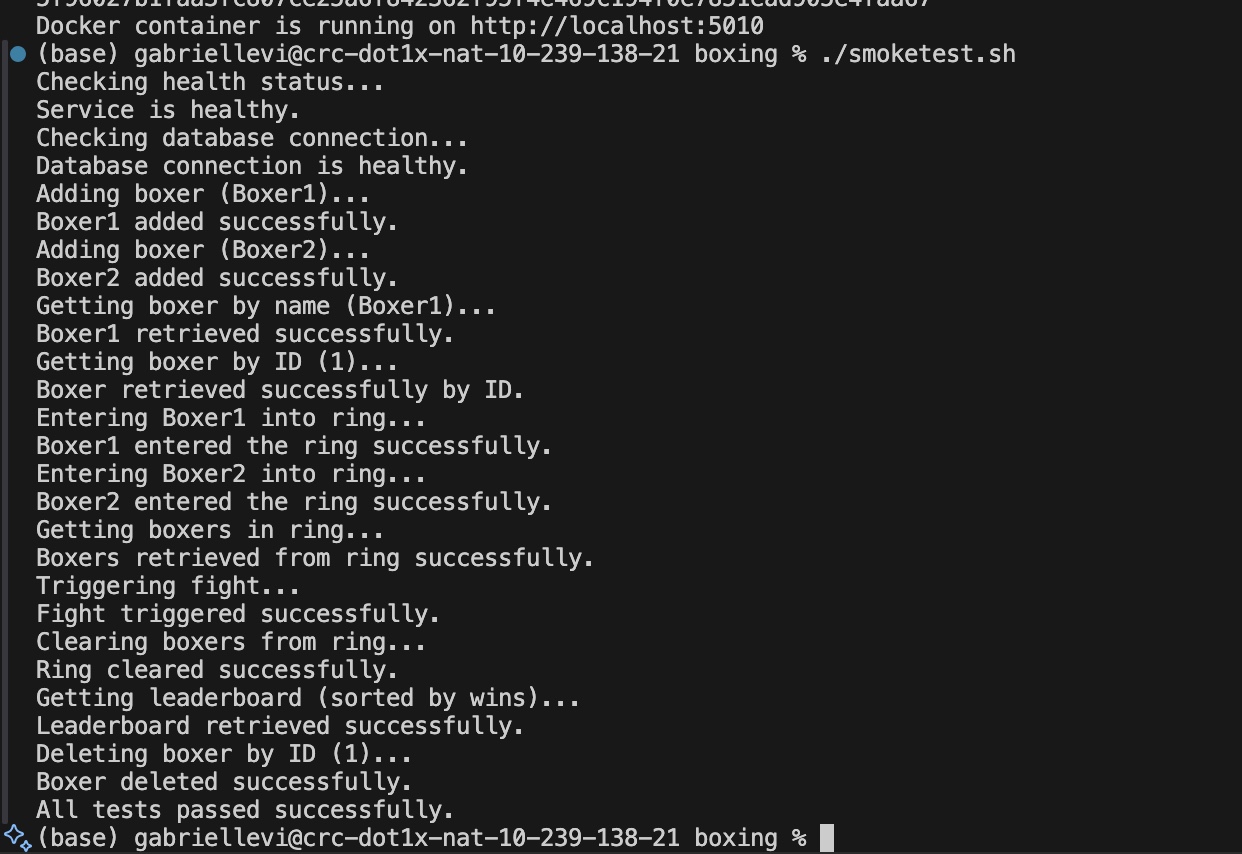 Docker container is running on http://localhost:5010
(base) gabriellevi@crc-dot1x-nat-10-239-138-21 boxing % ./smoketest.sh
Checking health status...
Service is healthy.
Checking database connection...
Database connection is healthy.
Adding boxer (Boxer1)...
Boxer1 added successfully.
Adding boxer (Boxer2)...
Boxer2 added successfully.
Getting boxer by name (Boxer1)...
Boxer1 retrieved successfully.
Getting boxer by ID (1)...
Boxer retrieved successfully by ID.
Entering Boxer1 into ring...
Boxer1 entered the ring successfully.
Entering Boxer2 into ring...
Boxer2 entered the ring successfully.
Getting boxers in ring...
Boxers retrieved from ring successfully.
Triggering fight...
Fight triggered successfully.
Clearing boxers from ring...
Ring cleared successfully.
Getting leaderboard (sorted by wins)...
Leaderboard retrieved successfully.
Deleting boxer by ID (1)...
Boxer deleted successfully.
All tests passed successfully.
(base) gabriellevi@crc-dot1x-nat-10-239-138-21 boxing %